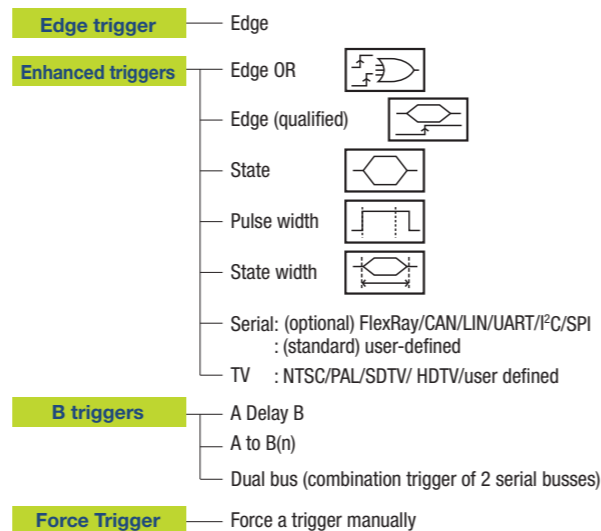 Edge trigger Edge
Enhanced triggers Edge OR
Edge (qualified)
State
Pulse width
State width
Serial: (optional) FlexRay/CAN/LIN/UART/I²C/SPI
: (standard) user-defined
TV : NTSC/PAL/SDTV/ HDTV/user defined
B triggers A Delay B
A to B(n)
Dual bus (combination trigger of 2 serial busses)
Force Trigger Force a trigger manually